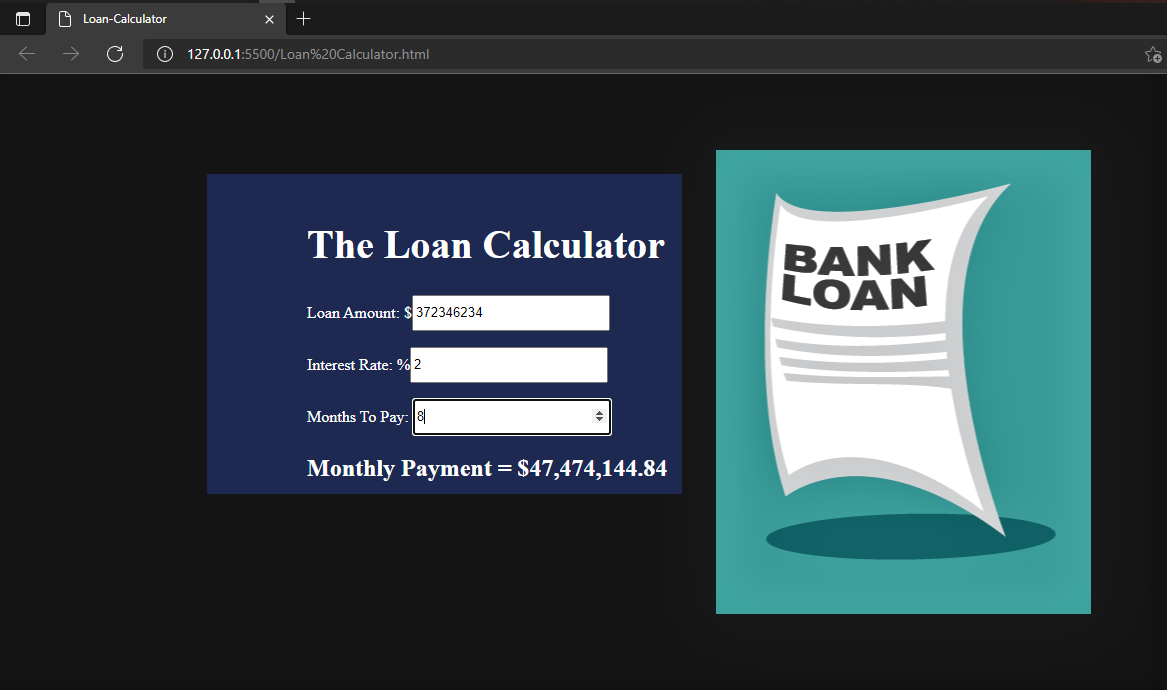 Loan-Calculator
127.0.0.1:5500/Loan%20Calculator.html
The Loan Calculator
Loan Amount: $372346234
Interest Rate: %2
Months To Pay: 8
Monthly Payment = $47,474,144.84
BANK
LOAN